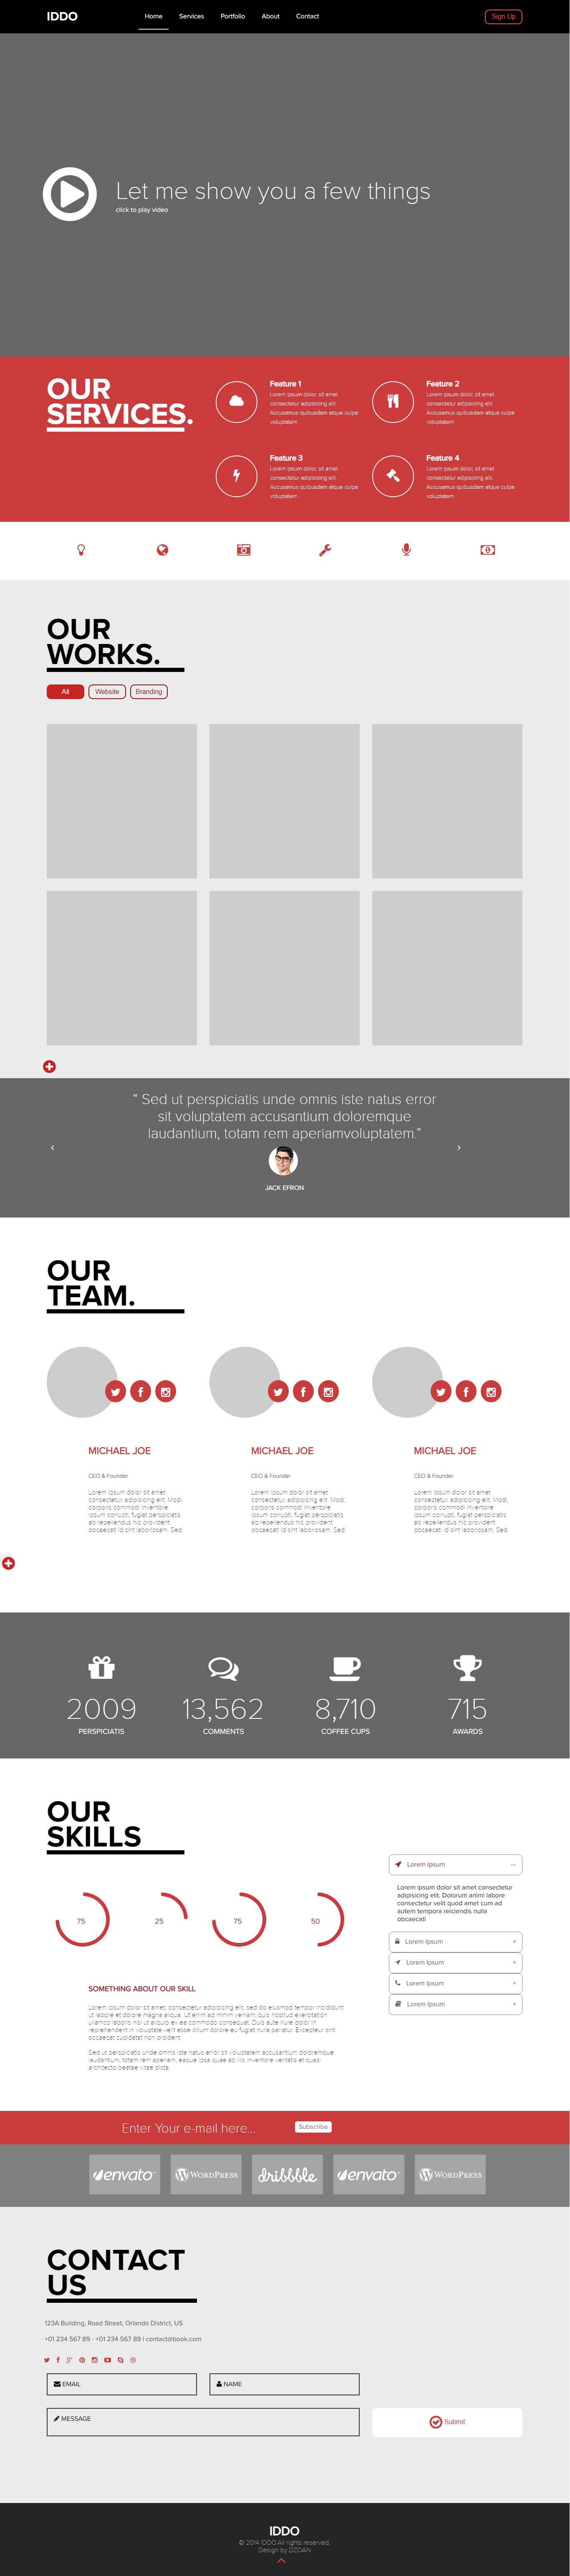 IDDO
Home Services Portfolio About Contact
Sign Up
Let me show you a few things
click to play video
OUR
SERVICES.
Feature 1
Lorem ipsum dolor, sit amet
consectetur adipisicing elit.
Accusamus quibusdam atque culpa
voluptatem .
Feature 2
Lorem ipsum dolor, sit amet
consectetur adipisicing elit.
Accusamus quibusdam atque culpa
voluptatem .
Feature 3
Lorem ipsum dolor, sit amet
consectetur adipisicing elit.
Accusamus quibusdam atque culpa
voluptatem .
Feature 4
Lorem ipsum dolor, sit amet
consectetur adipisicing elit.
Accusamus quibusdam atque culpa
voluptatem .
OUR
WORKS.
All Website Branding
“ Sed ut perspiciatis unde omnis iste natus error
sit voluptatem accusantium doloremque
laudantium, totam rem aperiamvoluptatem.”
JACK EFRON
OUR
TEAM.
MICHAEL JOE
CEO & Founder
Lorem ipsum dolor sit amet
consectetur, adipisicing elit. Modi,
corporis commodi inventore
ipsum corrupti, fugiat perspiciatis
ab repellendus hic provident
obcaecati id sint laboriosam. Sed.
MICHAEL JOE
CEO & Founder
Lorem ipsum dolor sit amet
consectetur, adipisicing elit. Modi,
corporis commodi inventore
ipsum corrupti, fugiat perspiciatis
ab repellendus hic provident
obcaecati id sint laboriosam. Sed.
MICHAEL JOE
CEO & Founder
Lorem ipsum dolor sit amet
consectetur, adipisicing elit. Modi,
corporis commodi inventore
ipsum corrupti, fugiat perspiciatis
ab repellendus hic provident
obcaecati id sint laboriosam. Sed.
2009
PERSPICIATIS
13,562
COMMENTS
8,710
COFFEE CUPS
715
AWARDS
OUR
SKILLS
75 25 75 50
SOMETHING ABOUT OUR SKILL
Lorem ipsum dolor sit amet, consectetur adipisicing elit, sed do eiusmod tempor incididunt
ut labore et dolore magna aliqua. Ut enim ad minim veniam, quis nostrud exercitation
ullamco laboris nisi ut aliquip ex ea commodo consequat. Duis aute irure dolor in
reprehenderit in voluptate velit esse cillum dolore eu fugiat nulla pariatur. Excepteur sint
occaecat cupidatat non proident.
Sed ut perspiciatis unde omnis iste natus error sit voluptatem accusantium doloremque
laudantium, totam rem aperiam, eaque ipsa quae ab illo inventore veritatis et quasi
architecto beatae vitae dicta.
Lorem Ipsum —
Lorem ipsum dolor sit amet consectetur
adipisicing elit. Dolorum animi labore
consectetur velit quod amet cum ad
autem tempora reiciendis nulla
obcaecati
Lorem Ipsum +
Lorem Ipsum +
Lorem Ipsum +
Lorem Ipsum +
Enter Your e-mail here...
Subscribe
envato WORDPRESS dribbble envato WORDPRESS
CONTACT
US
123A Building, Road Street, Orlando District, US
+01 234 567 89 - +01 234 567 89 | contact@book.com
EMAIL
NAME
MESSAGE
Submit
IDDO
© 2014 IDDO.All rights reserved.
Design by DZOAN